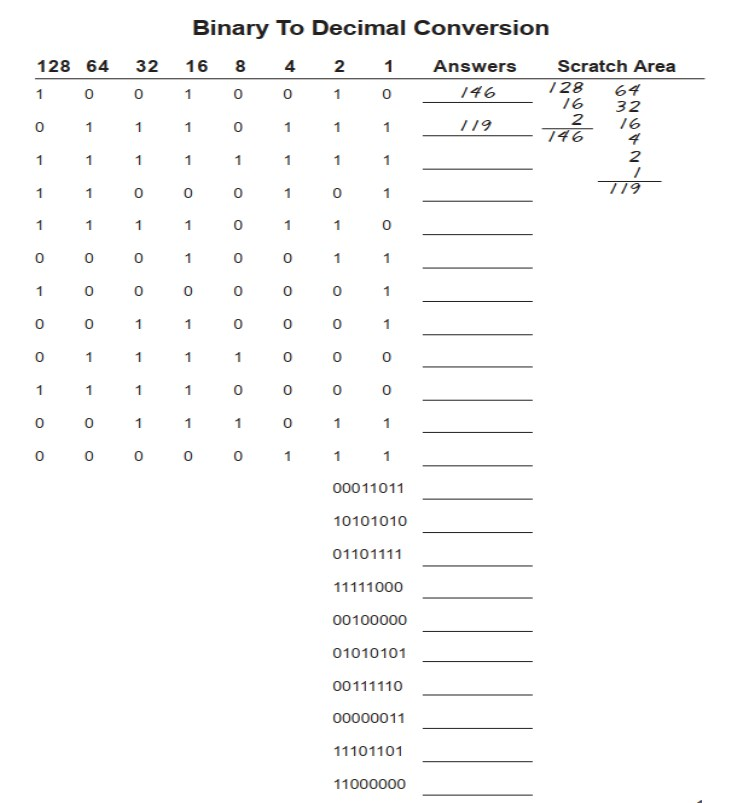 Binary To Decimal Conversion
128 64 32 16 8 4 2 1 Answers Scratch Area
1 0 0 1 0 0 1 0 146 128 64
16 32
0 1 1 1 0 1 1 1 119 2 16
146 4
1 1 1 1 1 1 1 1 2
1
1 1 0 0 0 1 0 1 119
1 1 1 1 0 1 1 0
0 0 0 1 0 0 1 1
1 0 0 0 0 0 0 1
0 0 1 1 0 0 0 1
0 1 1 1 1 0 0 0
1 1 1 1 0 0 0 0
0 0 1 1 1 0 1 1
0 0 0 0 0 1 1 1
00011011
10101010
01101111
11111000
00100000
01010101
00111110
00000011
11101101
11000000